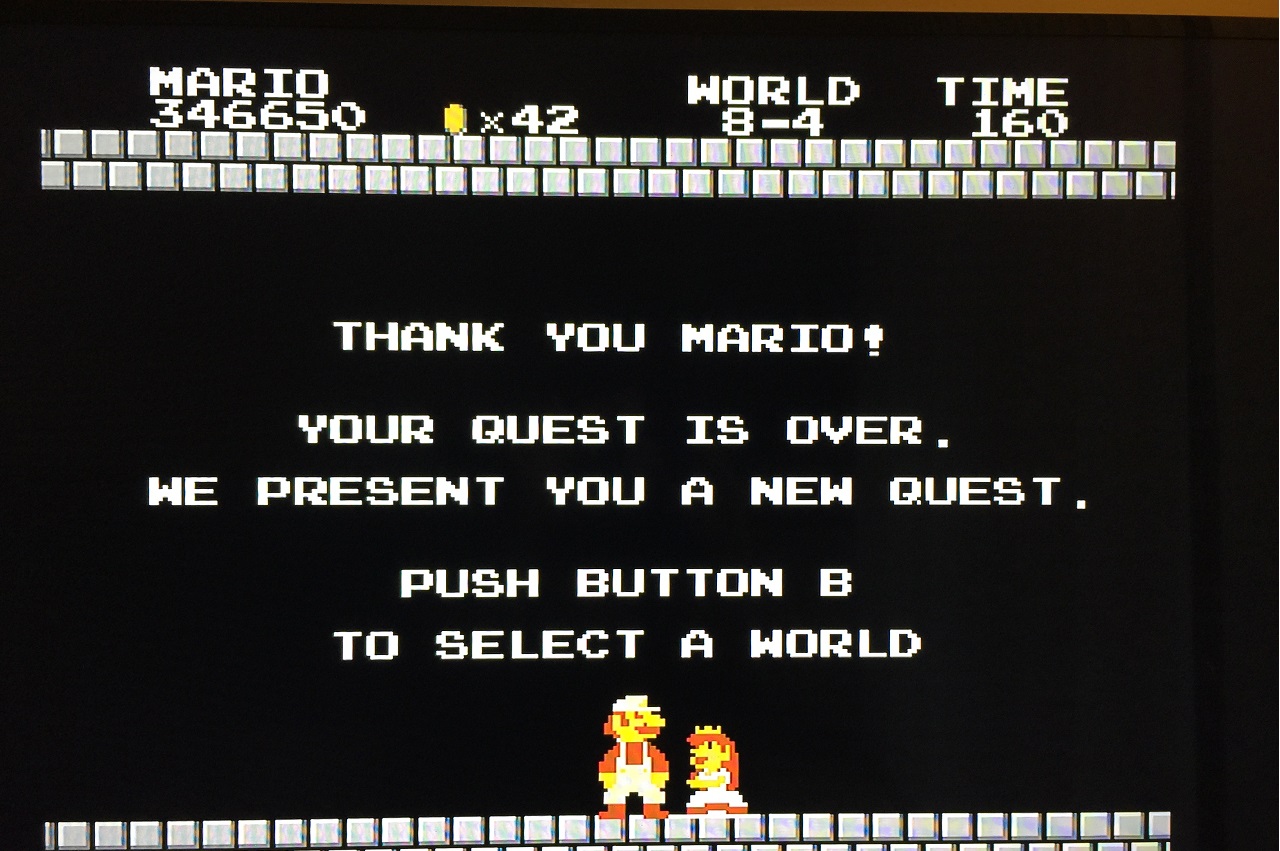 MARIO WORLD TIME
346650 ×42 8-4 160
THANK YOU MARIO!
YOUR QUEST IS OVER.
WE PRESENT YOU A NEW QUEST.
PUSH BUTTON B
TO SELECT A WORLD